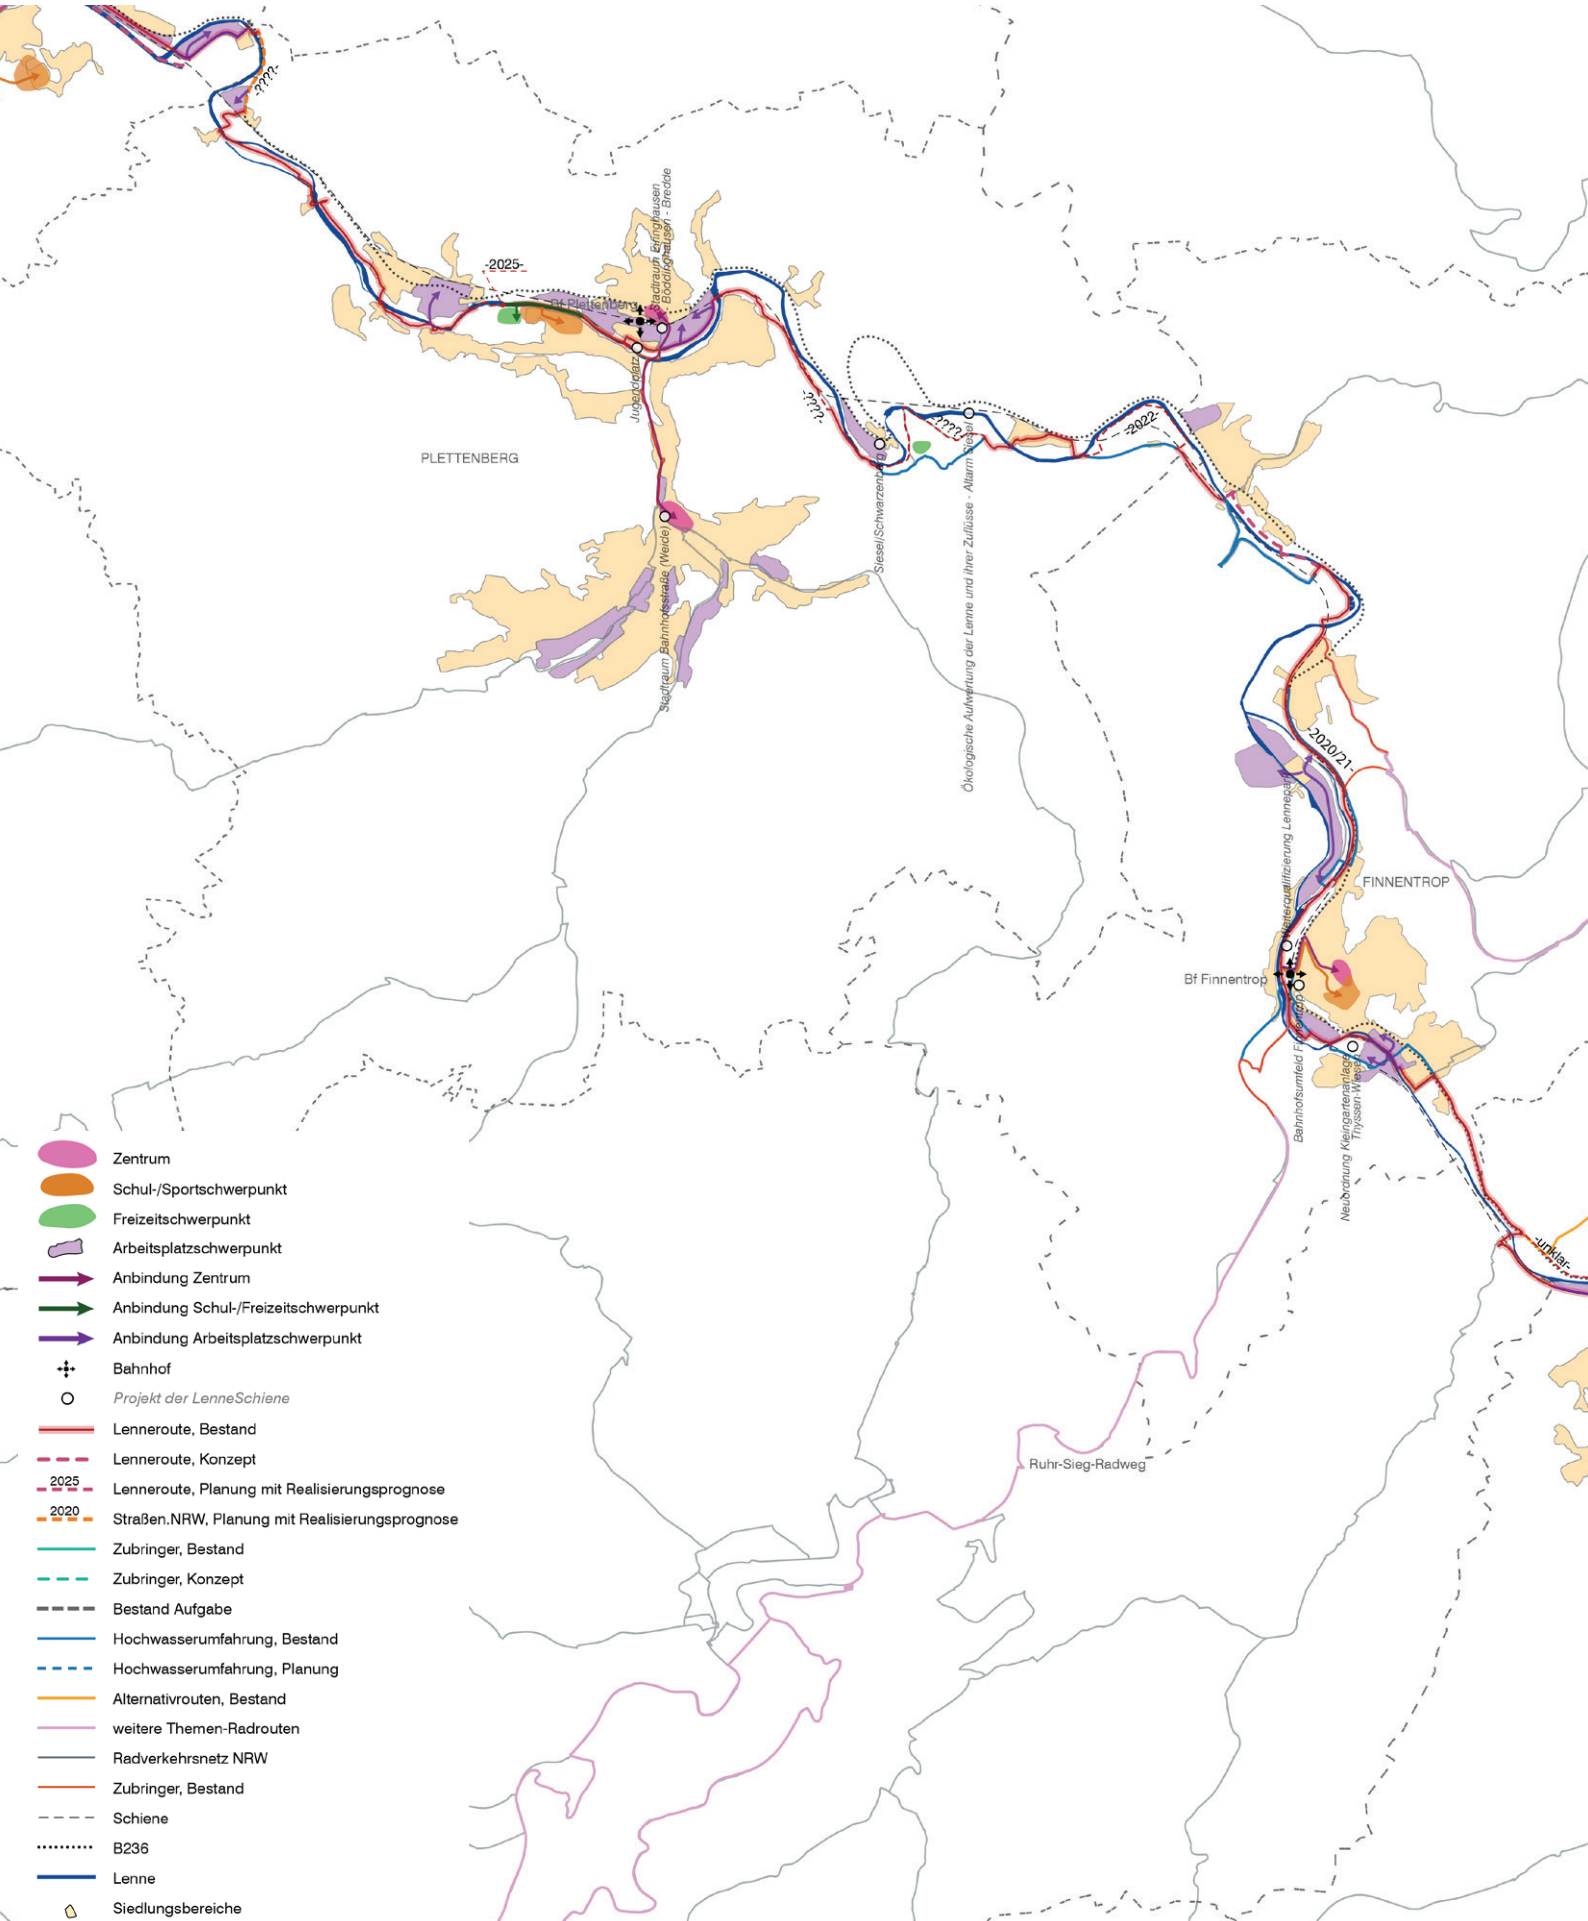 -????-
-2025-
Bf Plettenberg
Stadtraum Eiringhausen
- Böddinghausen - Bredde
Jugendplatz
-????-
-????-
-2022-
PLETTENBERG
Siesel/Schwarzenberg
Ökologische Aufwertung der Lenne und ihrer Zuflüsse - Altarm Siesel
Stadtraum Bahnhofsstraße (Weide)
-2020/21-
Weiterqualifizierung Lennepark
FINNENTROP
Bf Finnentrop
Bahnhofsumfeld Finnentrop
Neuordnung Kleingartenanlage
Thyssen-Wiesen
-unklar-
Ruhr-Sieg-Radweg
Zentrum
Schul-/Sportschwerpunkt
Freizeitschwerpunkt
Arbeitsplatzschwerpunkt
Anbindung Zentrum
Anbindung Schul-/Freizeitschwerpunkt
Anbindung Arbeitsplatzschwerpunkt
Bahnhof
Projekt der LenneSchiene
Lenneroute, Bestand
Lenneroute, Konzept
2025 Lenneroute, Planung mit Realisierungsprognose
2020 Straßen.NRW, Planung mit Realisierungsprognose
Zubringer, Bestand
Zubringer, Konzept
Bestand Aufgabe
Hochwasserumfahrung, Bestand
Hochwasserumfahrung, Planung
Alternativrouten, Bestand
weitere Themen-Radrouten
Radverkehrsnetz NRW
Zubringer, Bestand
Schiene
B236
Lenne
Siedlungsbereiche